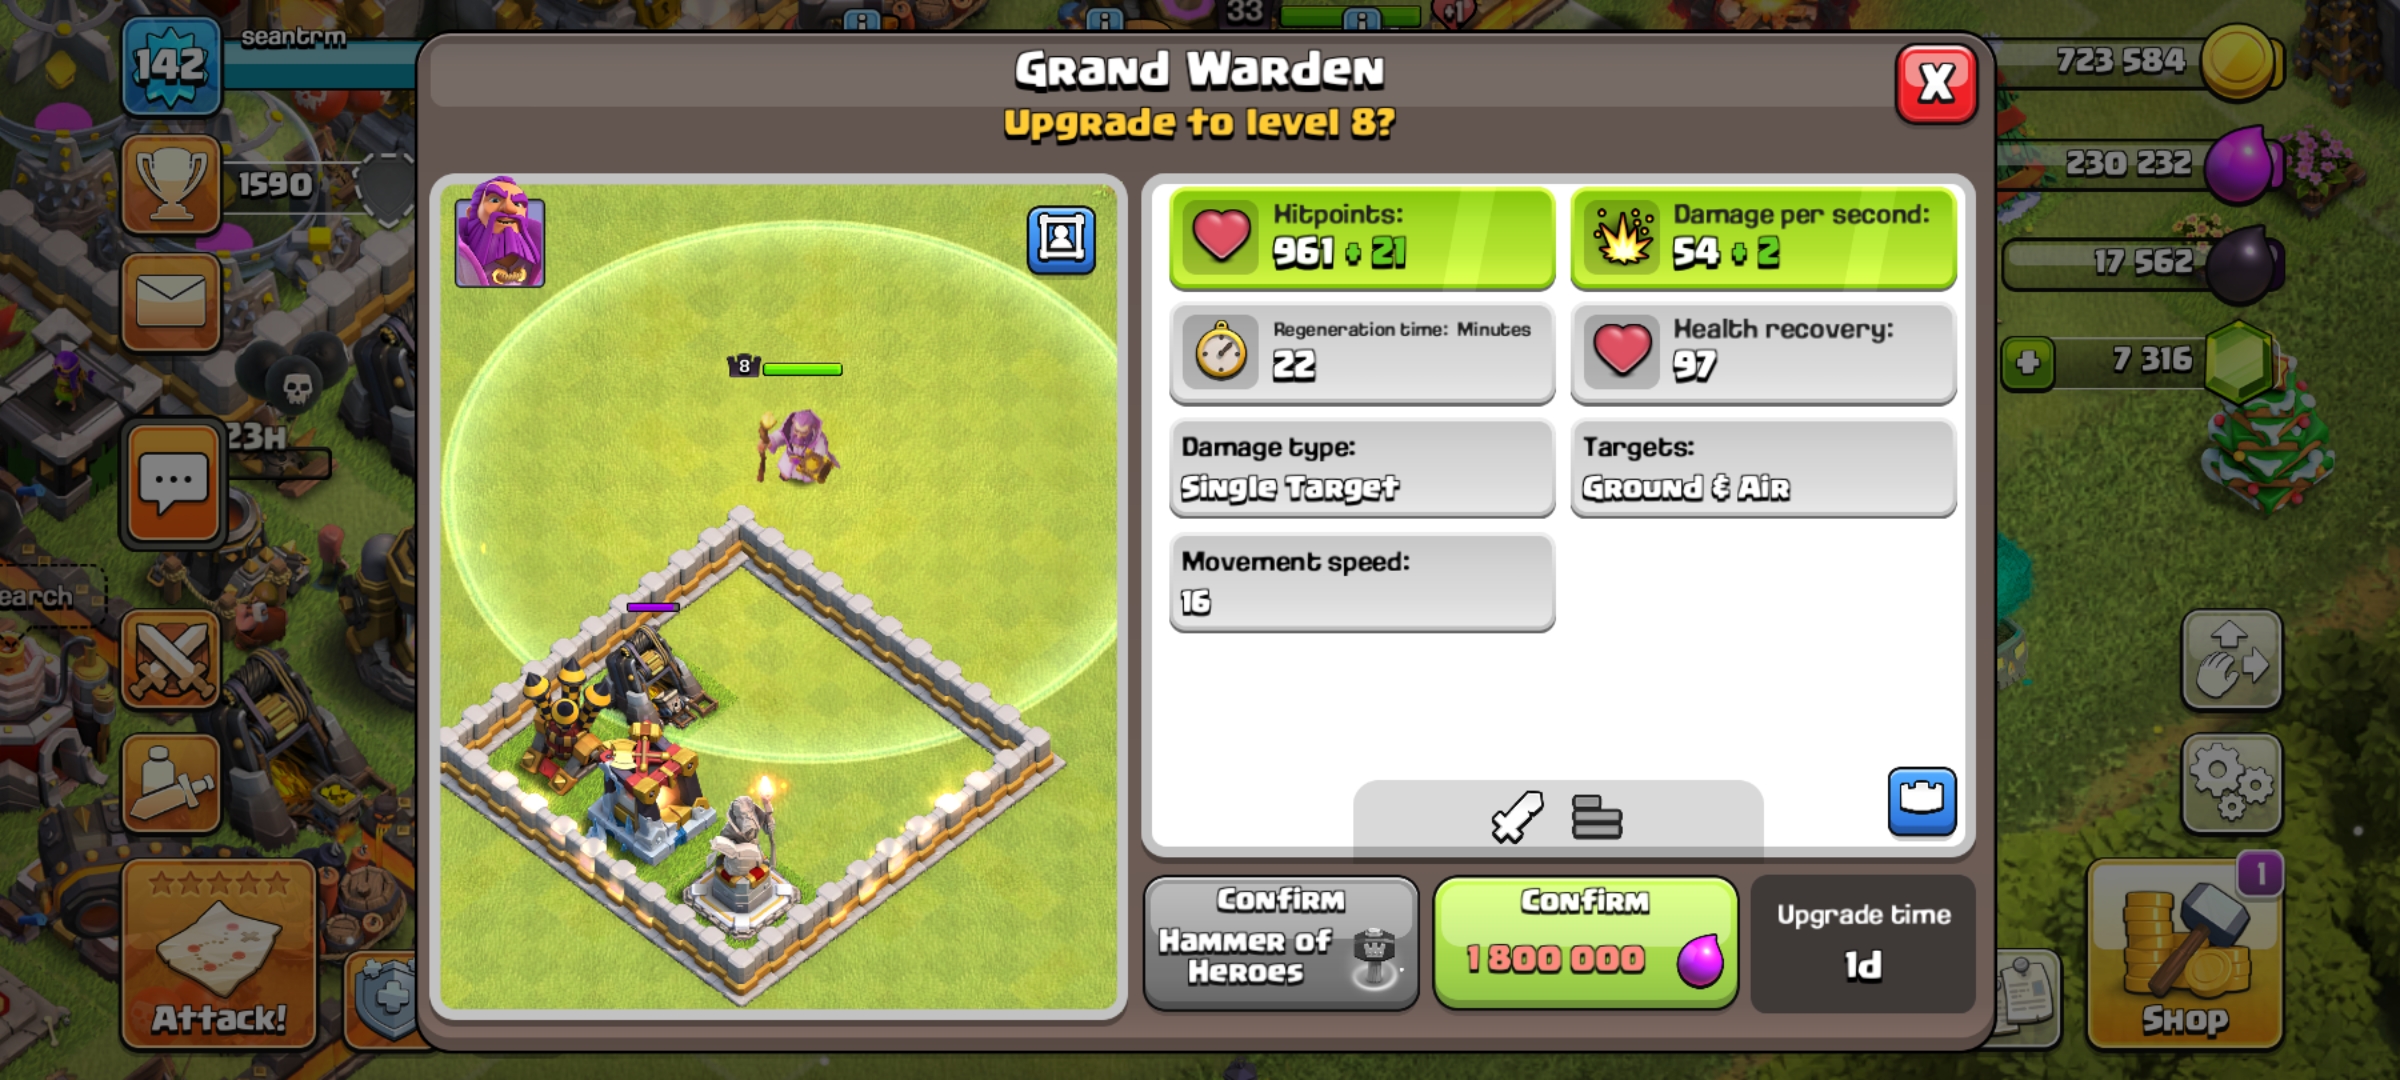 Grand Warden
Upgrade to level 8?
X
142
seantrm
33
+1
1590
23H
earch
Attack!
723 584
230 232
17 562
7 316
8
Hitpoints:
961 + 21
Damage per second:
54 + 2
Regeneration time: Minutes
22
Health recovery:
97
Damage type:
Single Target
Targets:
Ground & Air
Movement speed:
16
Confirm
Hammer of
Heroes
Confirm
1 800 000
Upgrade time
1d
1
Shop